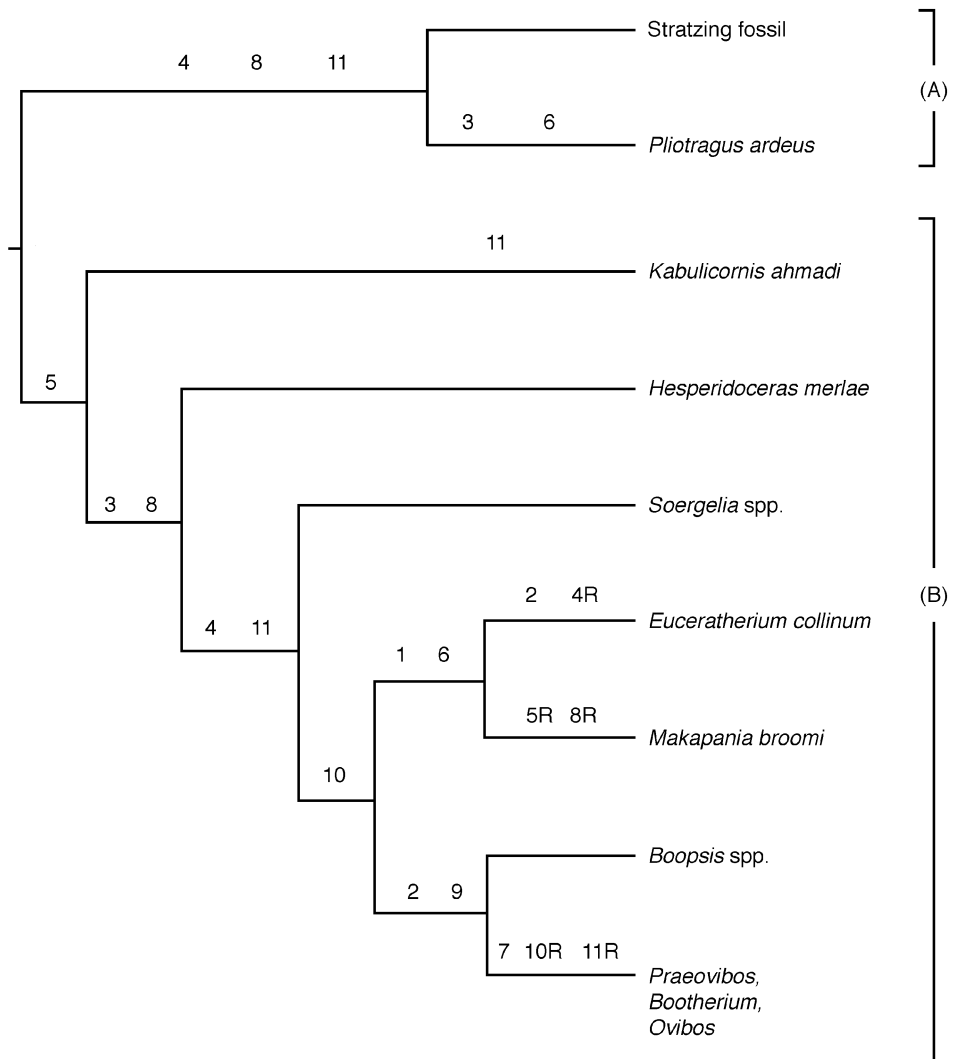 Stratzing fossil
4 8 11
(A)
3 6
Pliotragus ardeus
11
Kabulicornis ahmadi
5
Hesperidoceras merlae
3 8
Soergelia spp.
2 4R
(B)
Euceratherium collinum
4 11
1 6
5R 8R
Makapania broomi
10
Boopsis spp.
2 9
7 10R 11R
Praeovibos,
Bootherium,
Ovibos